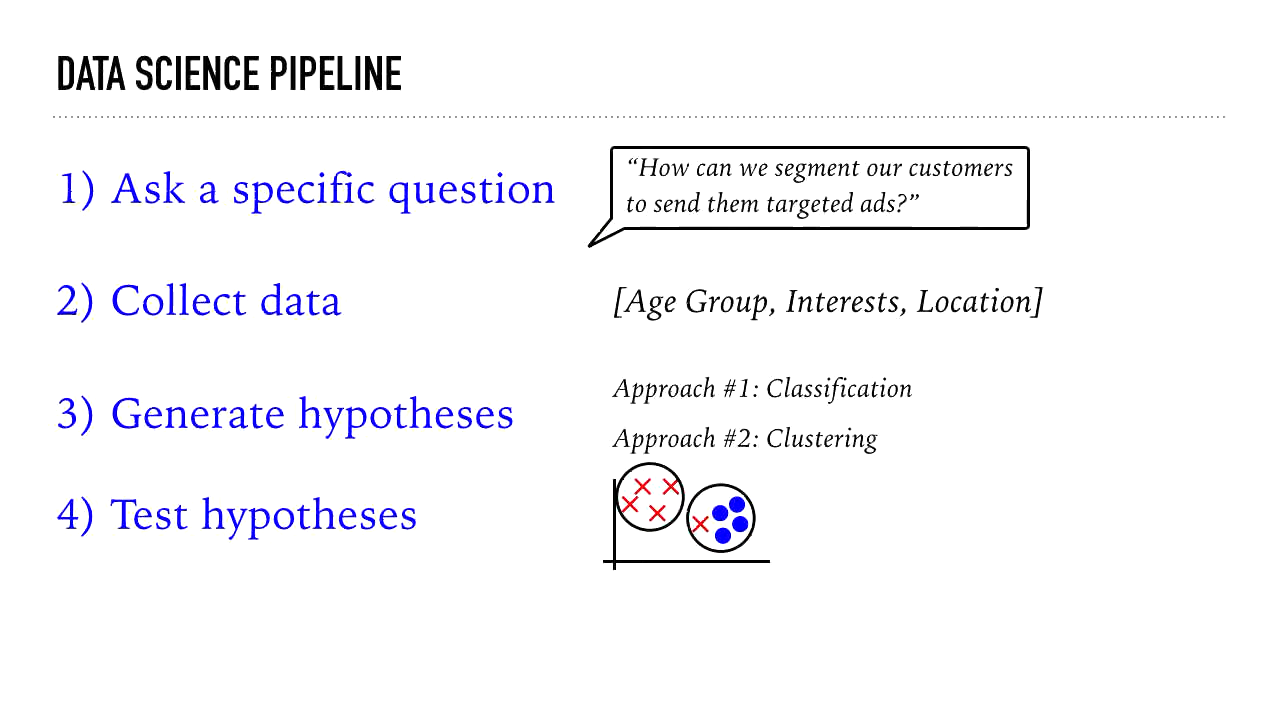 DATA SCIENCE PIPELINE
1) Ask a specific question
“How can we segment our customers
to send them targeted ads?”
2) Collect data
[Age Group, Interests, Location]
3) Generate hypotheses
Approach #1: Classification
Approach #2: Clustering
4) Test hypotheses